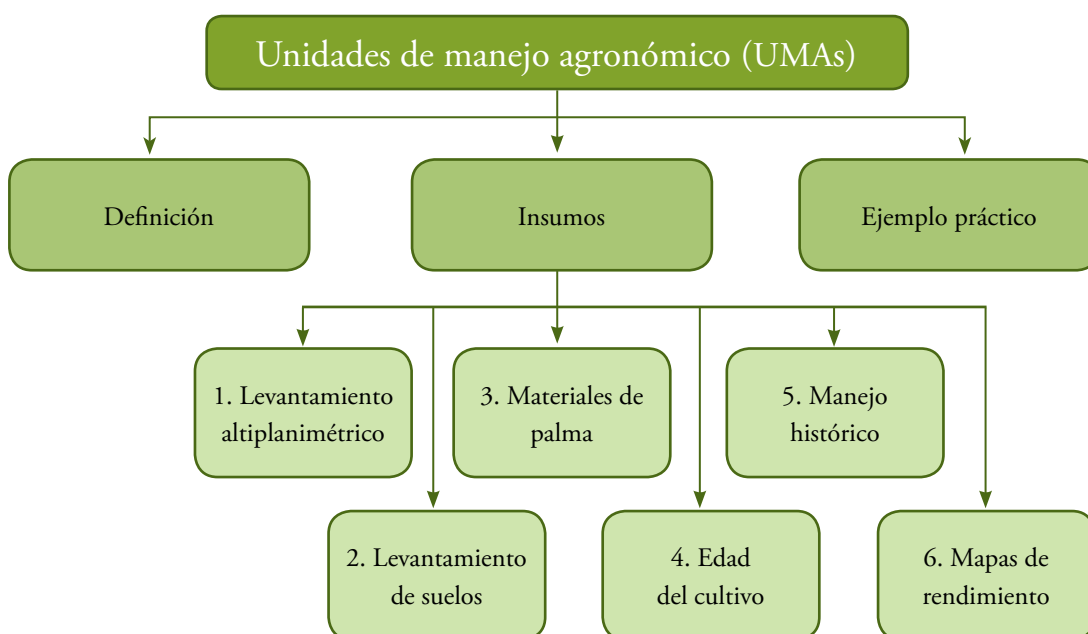 Unidades de manejo agronómico (UMAs)
Definición
Insumos
Ejemplo práctico
1. Levantamiento
altiplanimétrico
2. Levantamiento
de suelos
3. Materiales de
palma
4. Edad
del cultivo
5. Manejo
histórico
6. Mapas de
rendimiento